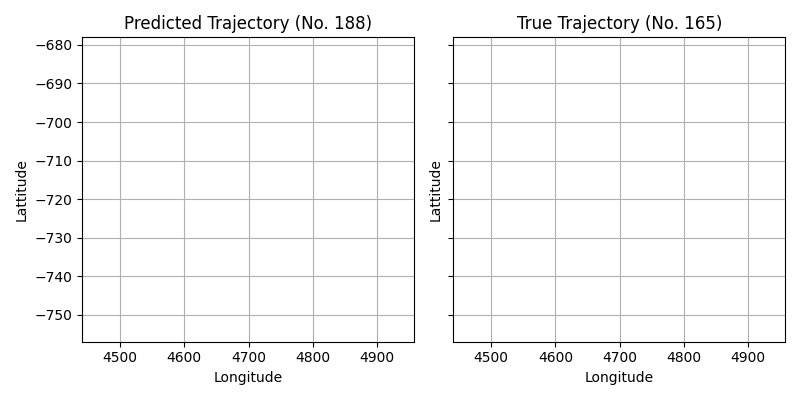 Predicted Trajectory (No. 188)
−680
−690
−700
−710
−720
−730
−740
−750
Lattitude
4500 4600 4700 4800 4900
Longitude
True Trajectory (No. 165)
Lattitude
4500 4600 4700 4800 4900
Longitude